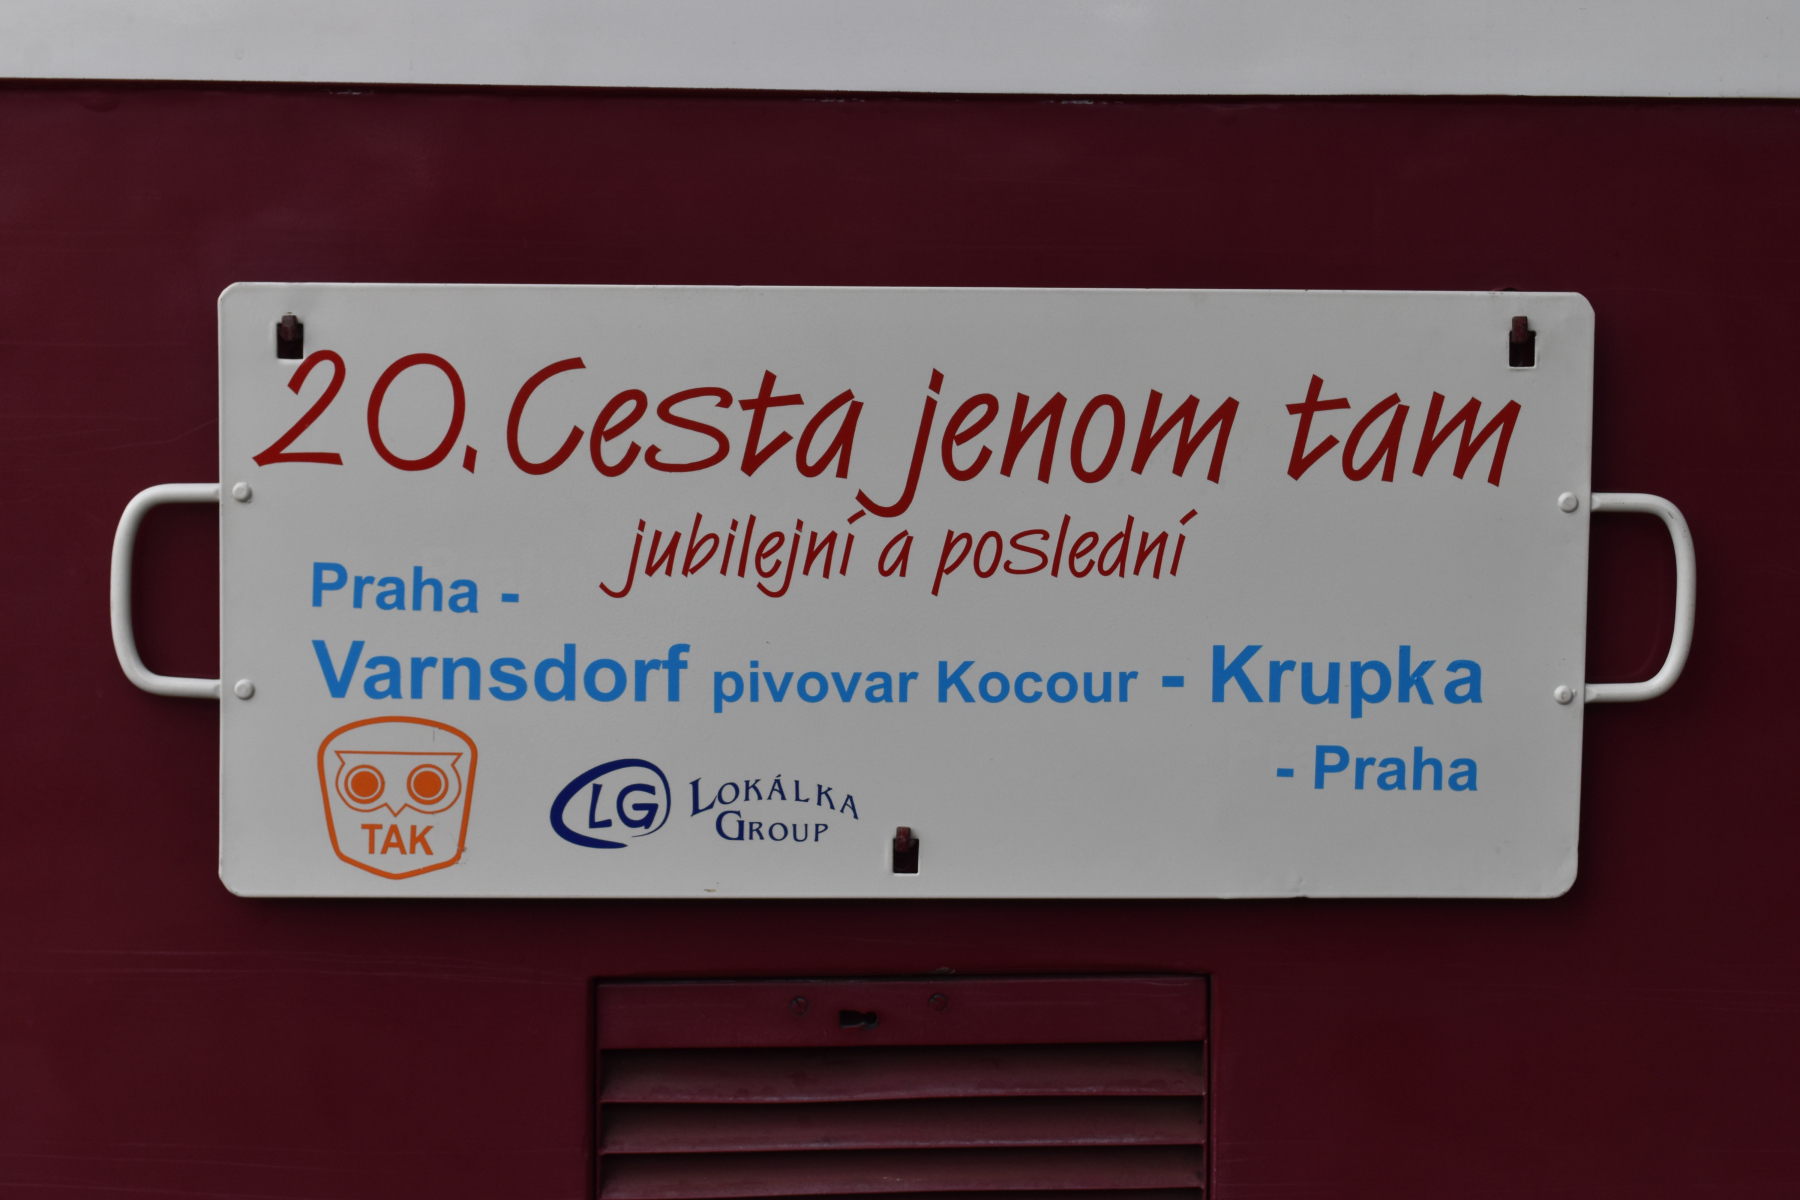 20. Cesta jenom tam
jubilejní a poslední
Praha -
Varnsdorf pivovar Kocour - Krupka
- Praha
TAK
LG
LOKÁLKA
GROUP